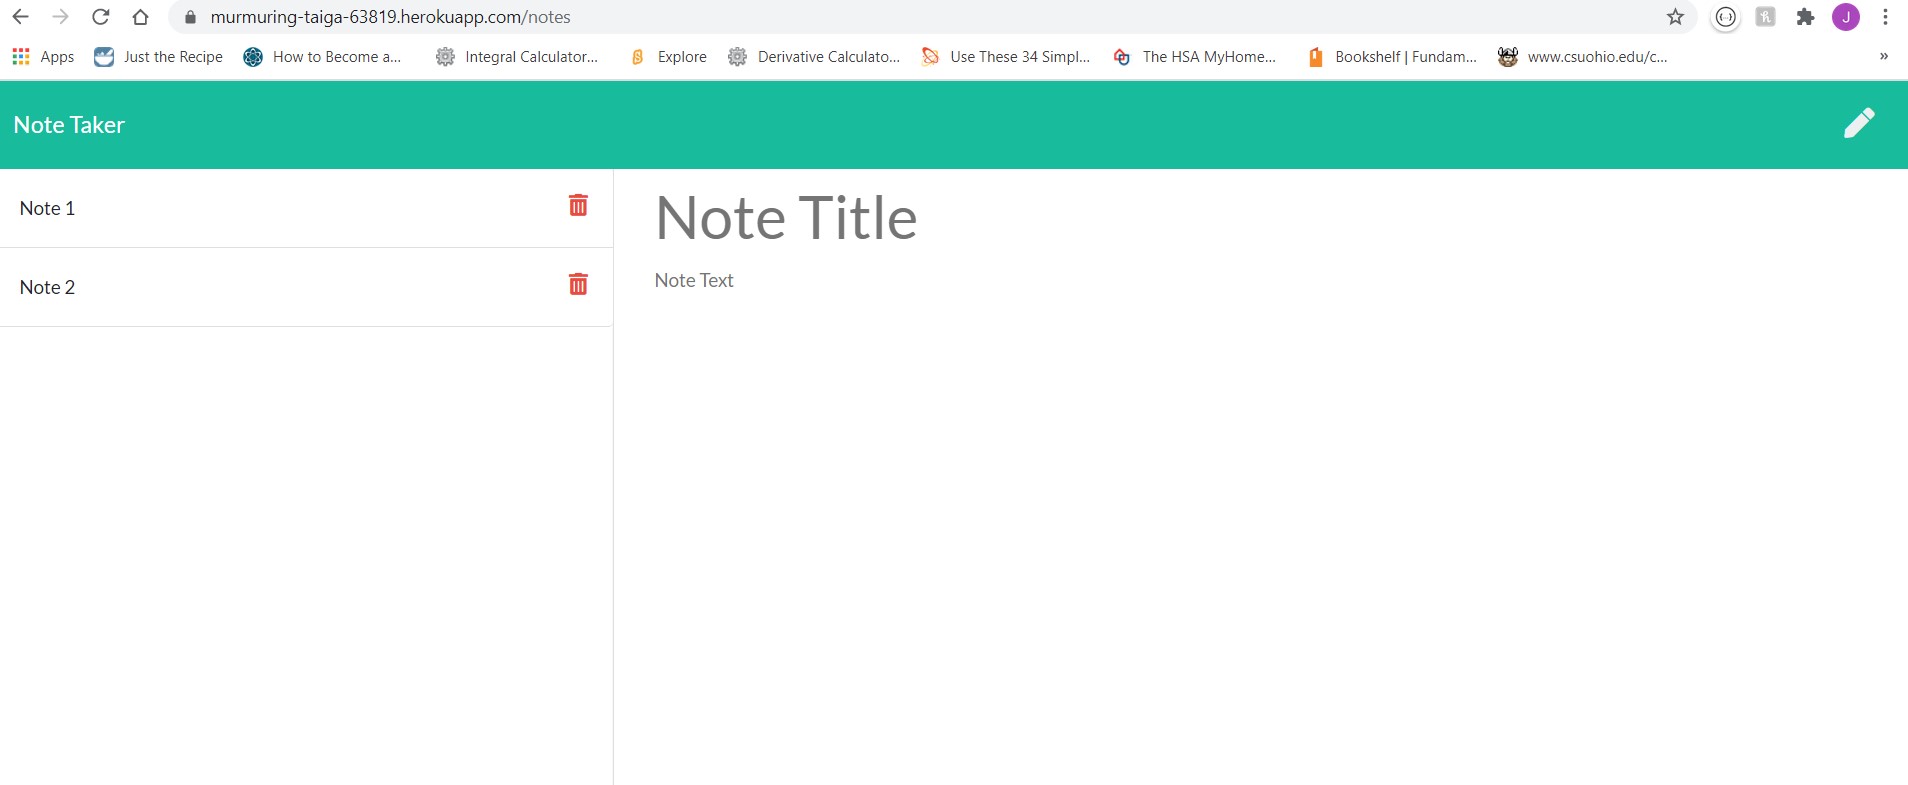 murmuring-taiga-63819.herokuapp.com/notes
J
Apps Just the Recipe How to Become a... Integral Calculator... Explore Derivative Calculato... Use These 34 Simpl... The HSA MyHome... Bookshelf | Fundam... www.csuohio.edu/c... »
Note Taker
Note 1
Note 2
Note Title
Note Text